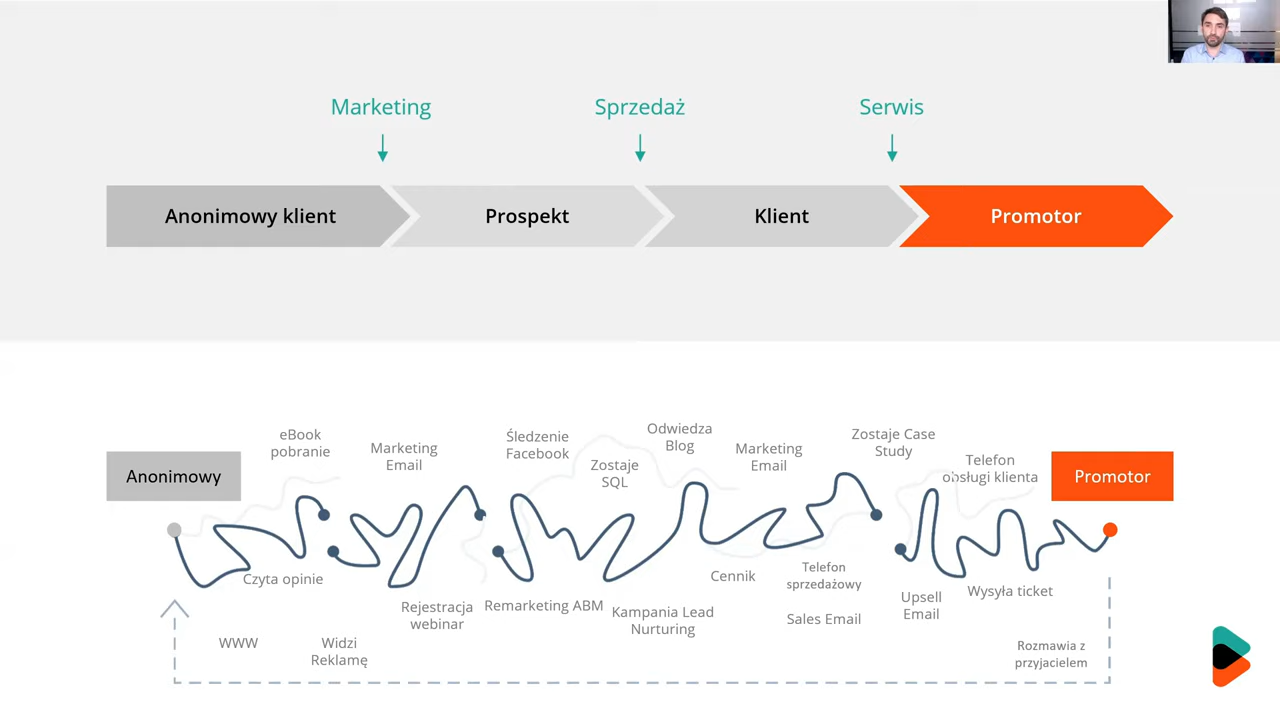 Marketing
Sprzedaż
Serwis
Anonimowy klient
Prospekt
Klient
Promotor
Anonimowy
eBook
pobranie
Marketing
Email
Śledzenie
Facebook
Zostaje
SQL
Odwiedza
Blog
Marketing
Email
Zostaje Case
Study
Telefon
obsługi klienta
Promotor
Czyta opinie
Rejestracja
webinar
Remarketing ABM
Kampania Lead
Nurturing
Cennik
Telefon
sprzedażowy
Sales Email
Upsell
Email
Wysyła ticket
WWW
Widzi
Reklamę
Rozmawia z
przyjacielem